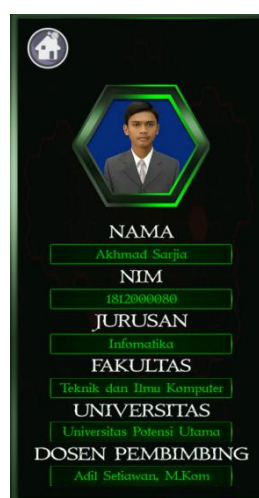 NAMA
Akhmad Sarjia
NIM
1812000080
JURUSAN
Infomatika
FAKULTAS
Teknik dan Ilmu Komputer
UNIVERSITAS
Universitas Potensi Utama
DOSEN PEMBIMBING
Adil Setiawan, M.Kom